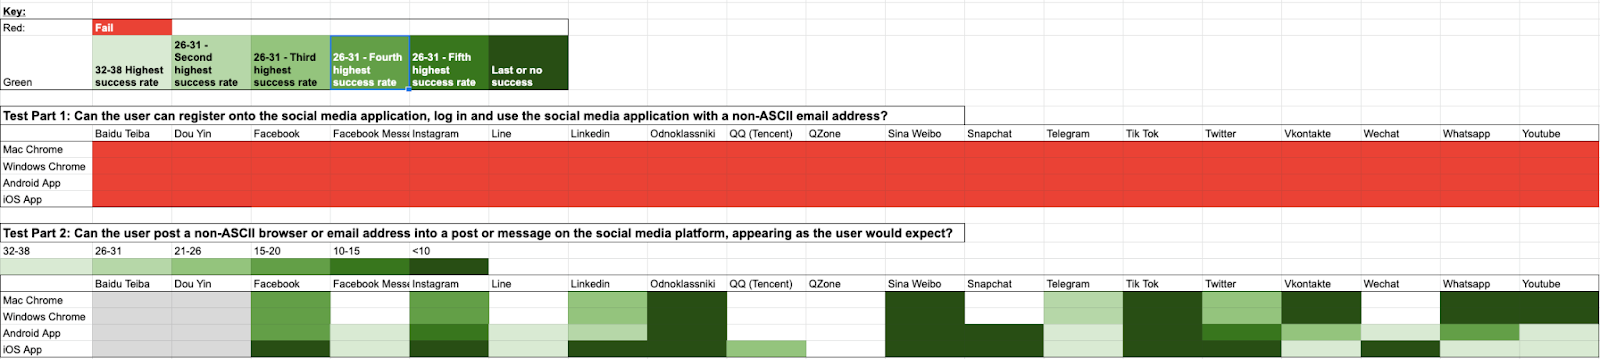 Key:
Red: Fail
Green
32-38 Highest success rate
26-31 - Second highest success rate
26-31 - Third highest success rate
26-31 - Fourth highest success rate
26-31 - Fifth highest success rate
Last or no success
Test Part 1: Can the user can register onto the social media application, log in and use the social media application with a non-ASCII email address?
Baidu Teiba Dou Yin Facebook Facebook Messe Instagram Line Linkedin Odnoklassniki QQ (Tencent) QZone Sina Weibo Snapchat Telegram Tik Tok Twitter Vkontakte Wechat Whatsapp Youtube
Mac Chrome
Windows Chrome
Android App
iOS App
Test Part 2: Can the user post a non-ASCII browser or email address into a post or message on the social media platform, appearing as the user would expect?
32-38 26-31 21-26 15-20 10-15 <10
Baidu Teiba Dou Yin Facebook Facebook Messe Instagram Line Linkedin Odnoklassniki QQ (Tencent) QZone Sina Weibo Snapchat Telegram Tik Tok Twitter Vkontakte Wechat Whatsapp Youtube
Mac Chrome
Windows Chrome
Android App
iOS App